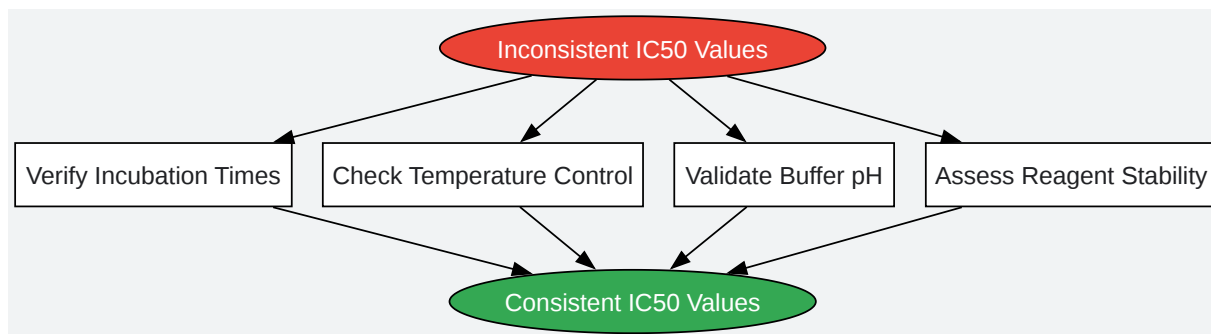 Inconsistent IC50 Values
Verify Incubation Times
Check Temperature Control
Validate Buffer pH
Assess Reagent Stability
Consistent IC50 Values